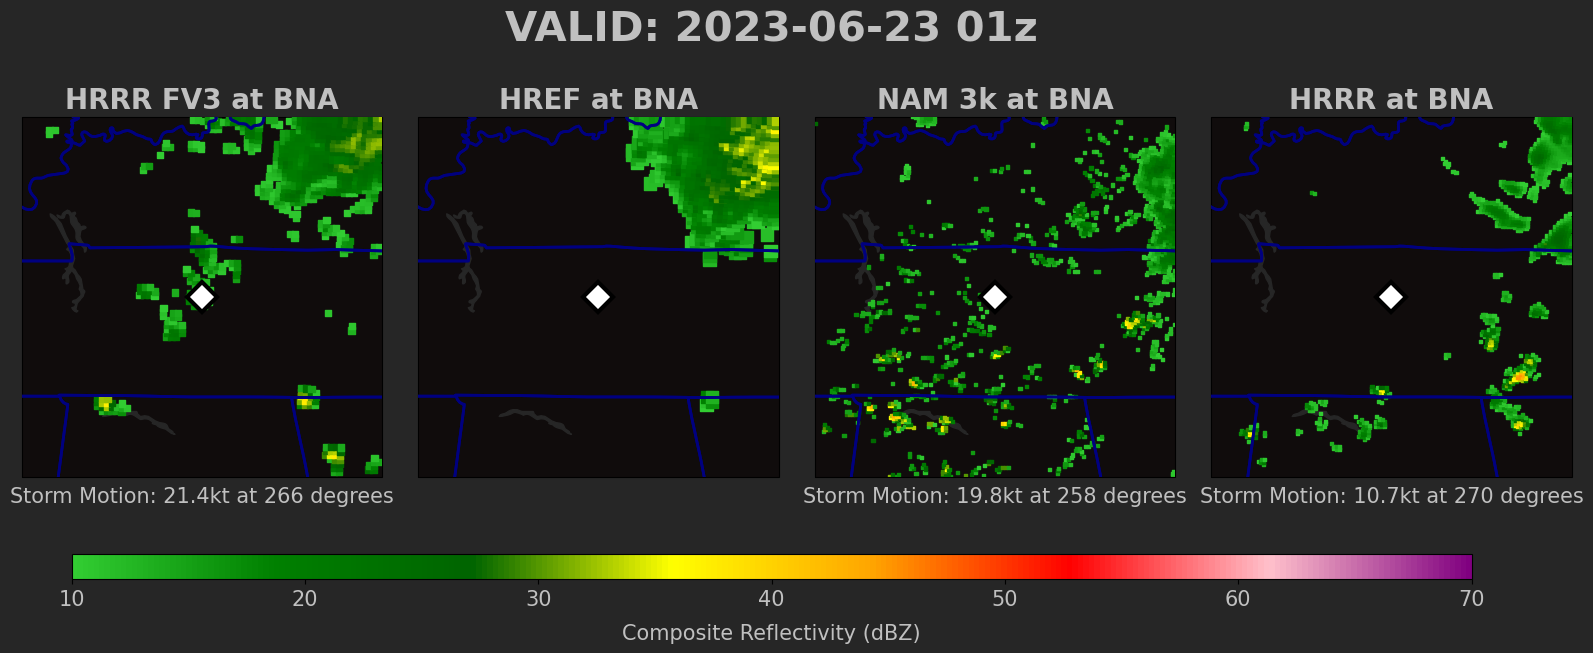 VALID: 2023-06-23 01z
HRRR FV3 at BNA
HREF at BNA
NAM 3k at BNA
HRRR at BNA
Storm Motion: 21.4kt at 266 degrees
Storm Motion: 19.8kt at 258 degrees
Storm Motion: 10.7kt at 270 degrees
10 20 30 40 50 60 70
Composite Reflectivity (dBZ)